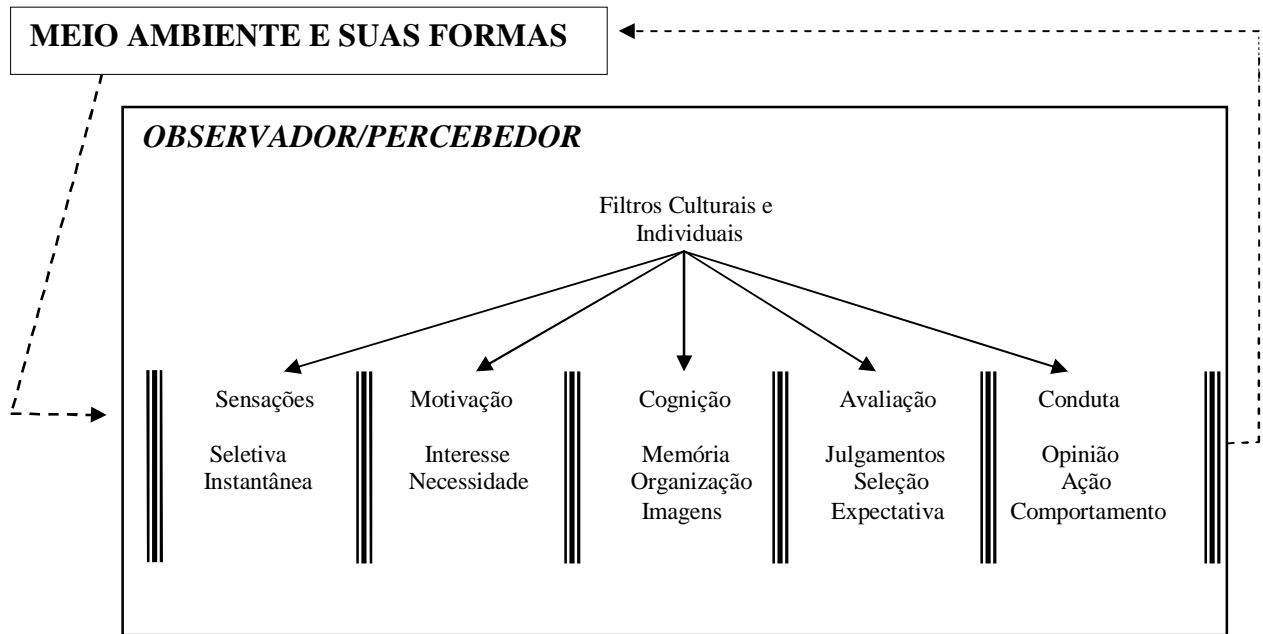 MEIO AMBIENTE E SUAS FORMAS
OBSERVADOR/PERCEBEDOR
Filtros Culturais e
Individuais
Sensações
Seletiva
Instantânea
Motivação
Interesse
Necessidade
Cognição
Memória
Organização
Imagens
Avaliação
Julgamentos
Seleção
Expectativa
Conduta
Opinião
Ação
Comportamento